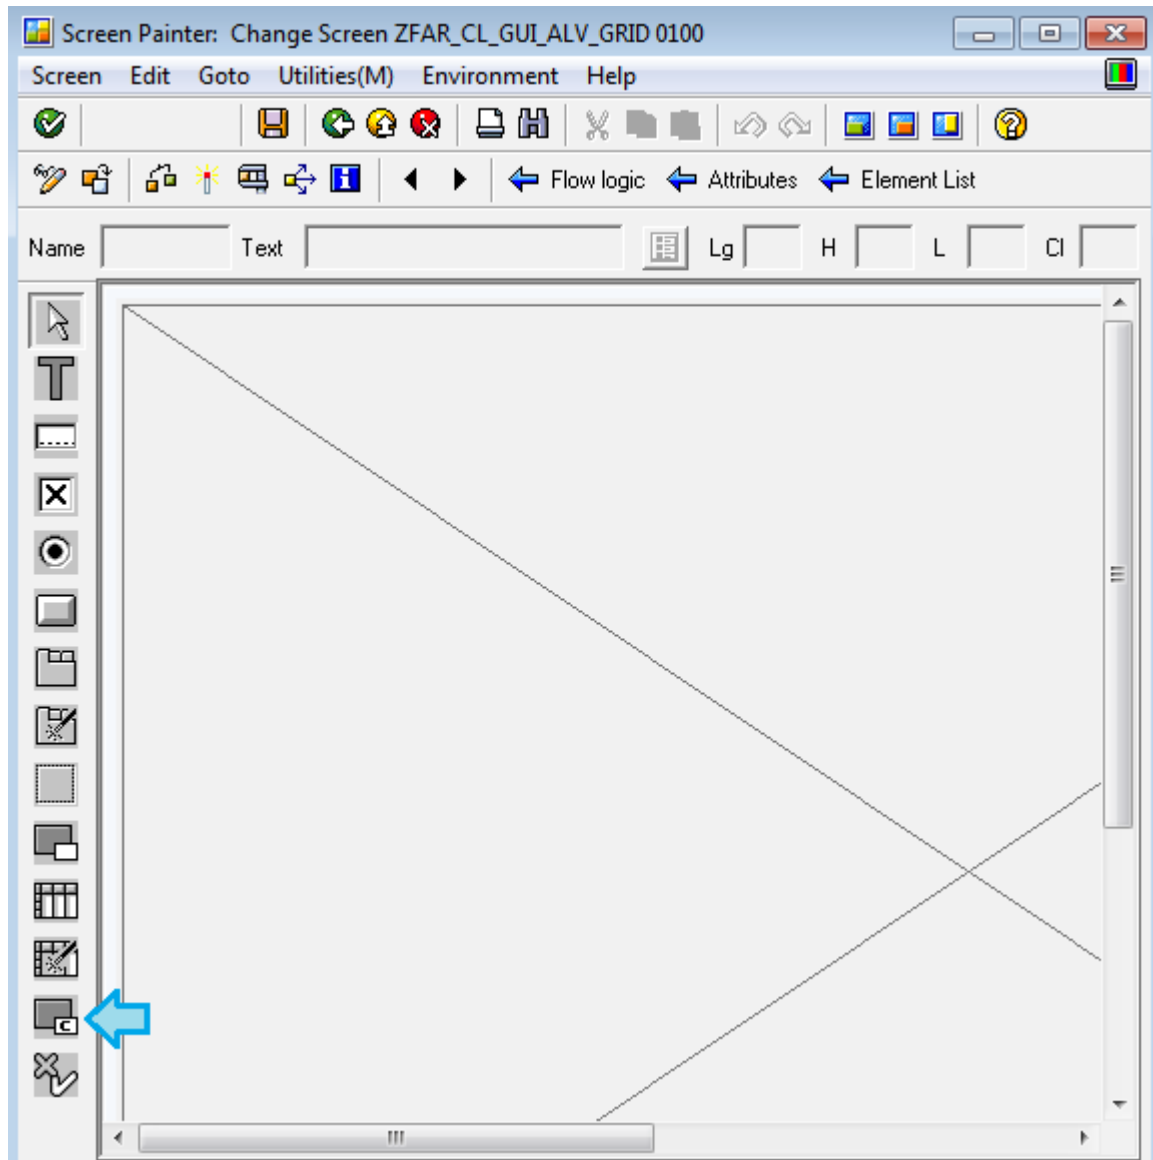 Screen Painter: Change Screen ZFAR_CL_GUI_ALV_GRID 0100
Screen Edit Goto Utilities(M) Environment Help
Flow logic Attributes Element List
Name Text Lg H L Cl
T
C